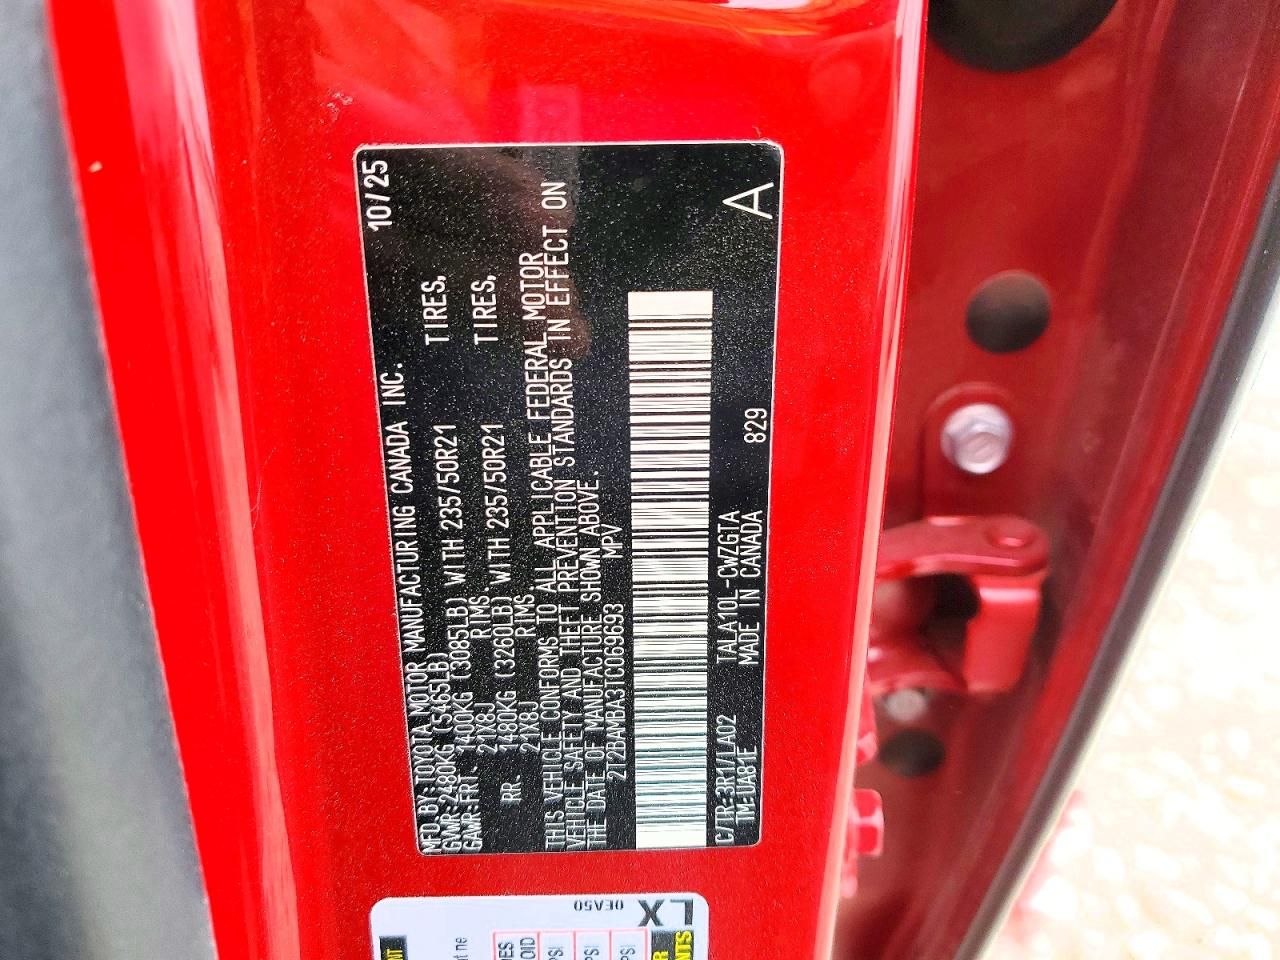 10/25
MFD.BY:TOYOTA MOTOR MANUFACTURING CANADA INC.
GVWR:2480KG (5465LB)
GAWR:FRT. 1400KG (3085LB) WITH 235/50R21 TIRES,
21X8J RIMS
RR. 1480KG (3260LB) WITH 235/50R21 TIRES,
21X8J RIMS
THIS VEHICLE CONFORMS TO ALL APPLICABLE FEDERAL MOTOR
VEHICLE SAFETY AND THEFT PREVENTION STANDARDS IN EFFECT ON
THE DATE OF MANUFACTURE SHOWN ABOVE.
2T2BAMBA3TC069693 MPV
C/TR:3R1/LA02 TALA10L-CWZGTA 829
TM:UA81E MADE IN CANADA
A
LX
0EA50
PSI
PSI
PSI